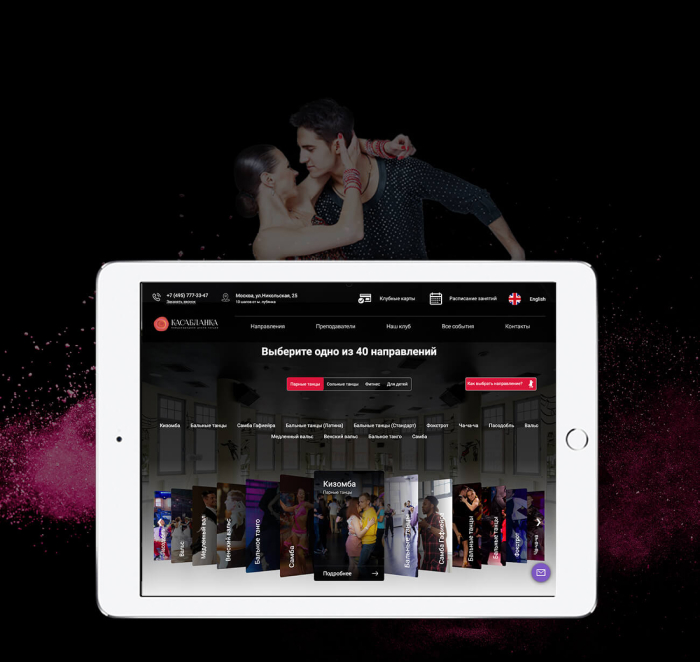 +7 (495) 777-33-47
Заказать звонок
Москва, ул.Никольская, 25
10 шагов от м. лубянка
Клубные карты
Расписание занятий
English
КАСАБЛАНКА
Направления
Преподаватели
Наш клуб
Все события
Контакты
Выберите одно из 40 направлений
Парные танцы
Сольные танцы
Фитнес
Для детей
Как выбрать направление?
Кизомба Бальные танцы Самба Гафиейра Бальные танцы (Латина) Бальные танцы (Стандарт) Фокстрот Ча-ча-ча Пасодобль Вальс
Медленный вальс Венский вальс Бальное танго Самба
Вальс
Медленный вал
Венский вальс
Бальное танго
Самба
Кизомба
Парные танцы
Подробнее
Бальные танцы
Самба Гафиейр
Бальные танцы
Бальные танцы
Фокстрот
Ча-ча-ча